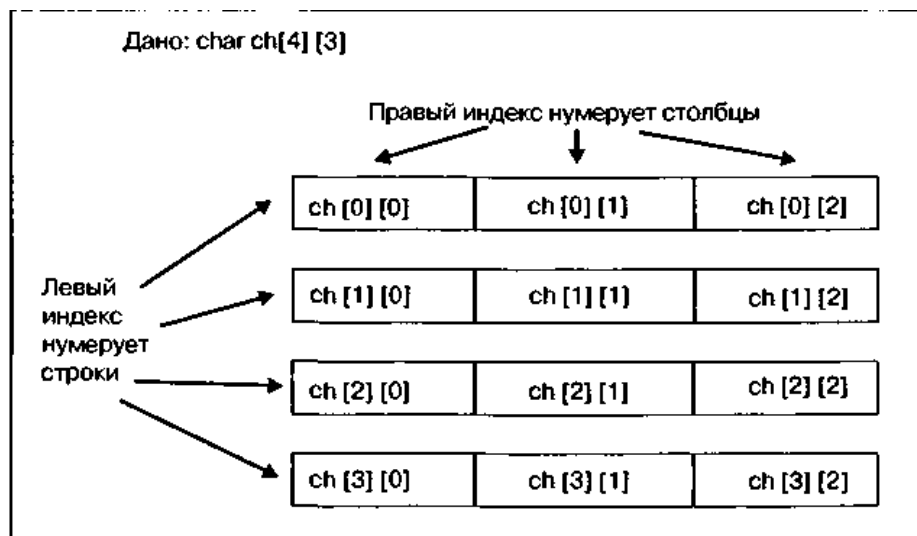 Дано: char ch[4] [3]
Правый индекс нумерует столбцы
ch [0] [0] ch [0] [1] ch [0] [2]
Левый
индекс
нумерует
строки
ch [1] [0] ch [1] [1] ch [1] [2]
ch [2] [0] ch [2] [1] ch [2] [2]
ch [3] [0] ch [3] [1] ch [3] [2]